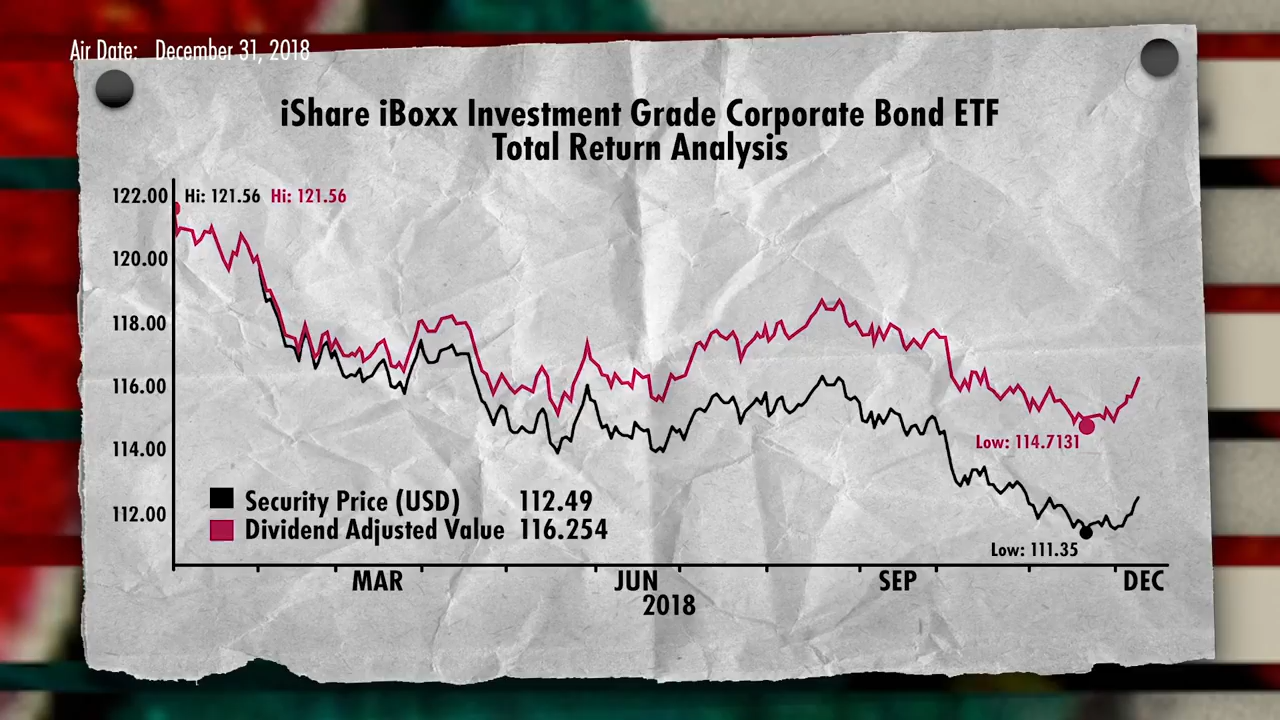 Air Date: December 31, 2018
iShare iBoxx Investment Grade Corporate Bond ETF
Total Return Analysis
122.00
Hi: 121.56 Hi: 121.56
120.00
118.00
116.00
114.00
Low: 114.7131
Security Price (USD) 112.49
112.00
Dividend Adjusted Value 116.254
Low: 111.35
MAR JUN SEP DEC
2018